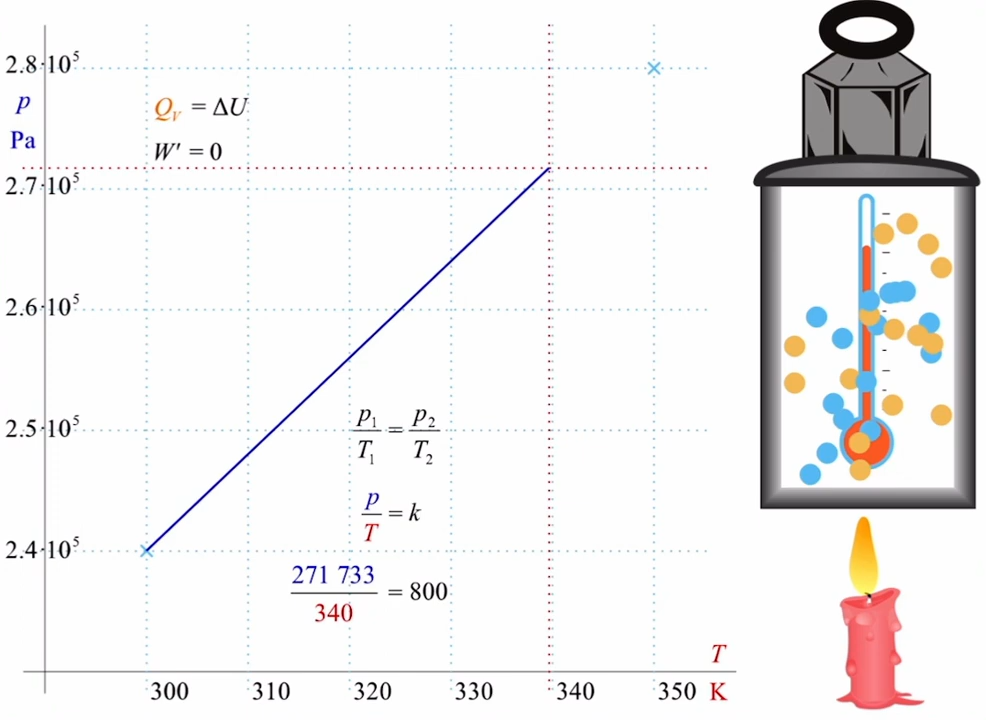 2.8·10⁵
p
Pa
Q_V = ΔU
W' = 0
2.7·10⁵
2.6·10⁵
2.5·10⁵
p₁/T₁ = p₂/T₂
p/T = k
2.4·10⁵
271 733/340 = 800
T
300 310 320 330 340 350 K